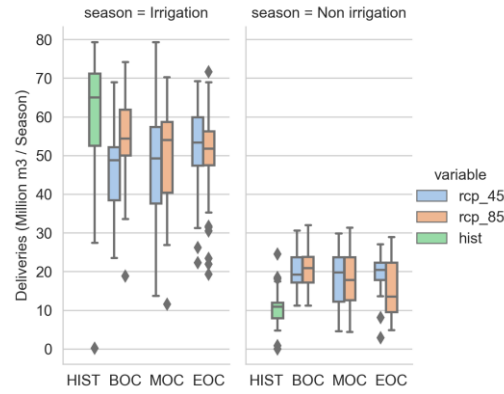 season = Irrigation
season = Non irrigation
Deliveries (Million m3 / Season)
80
70
60
50
40
30
20
10
0
HIST BOC MOC EOC
HIST BOC MOC EOC
variable
rcp_45
rcp_85
hist